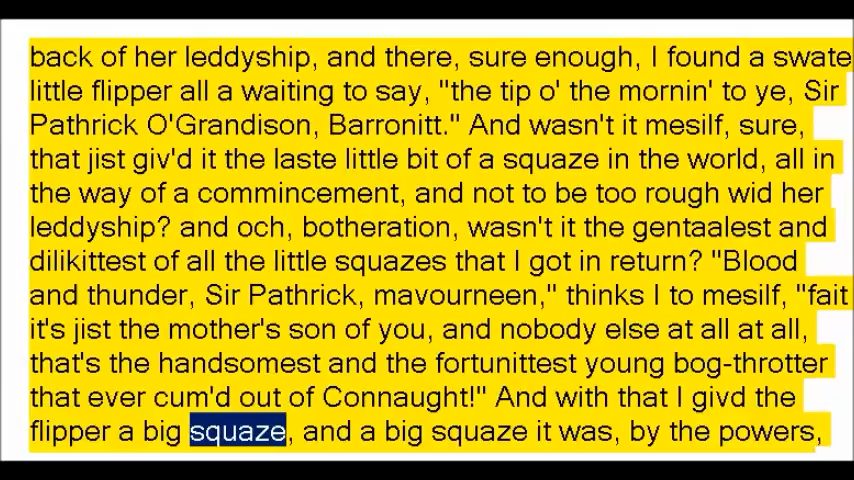 back of her leddyship, and there, sure enough, I found a swate
little flipper all a waiting to say, "the tip o' the mornin' to ye, Sir
Pathrick O'Grandison, Barronitt." And wasn't it mesilf, sure,
that jist giv'd it the laste little bit of a squaze in the world, all in
the way of a commincement, and not to be too rough wid her
leddyship? and och, botheration, wasn't it the gentaalest and
dilikittest of all the little squazes that I got in return? "Blood
and thunder, Sir Pathrick, mavourneen," thinks I to mesilf, "fait
it's jist the mother's son of you, and nobody else at all at all,
that's the handsomest and the fortunittest young bog-throtter
that ever cum'd out of Connaught!" And with that I givd the
flipper a big squaze, and a big squaze it was, by the powers,